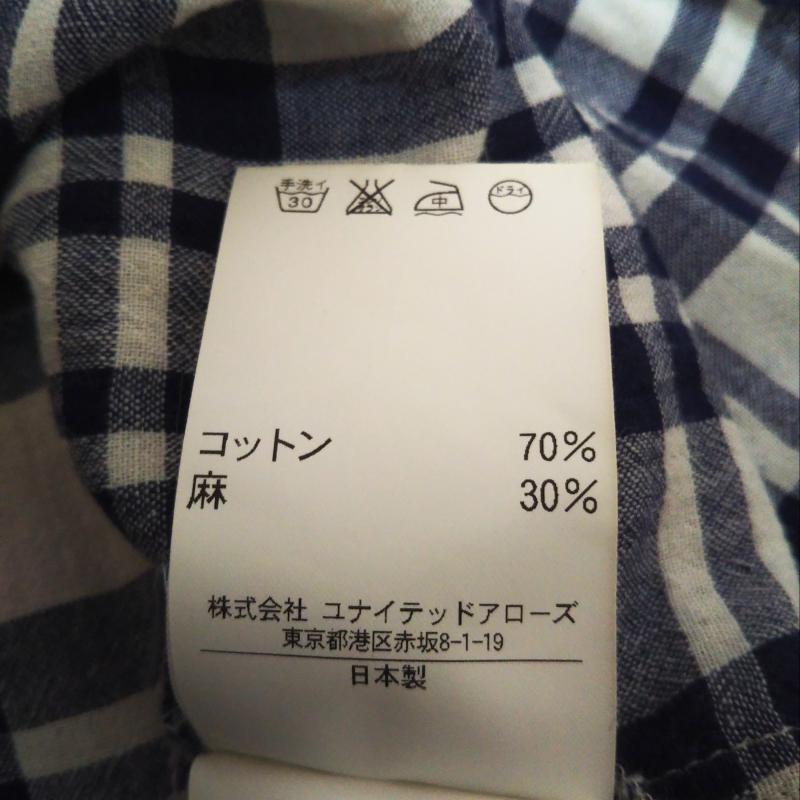 手洗イ 30 中 ドライ
コットン 70%
麻 30%
株式会社 ユナイテッドアローズ
東京都港区赤坂8-1-19
日本製